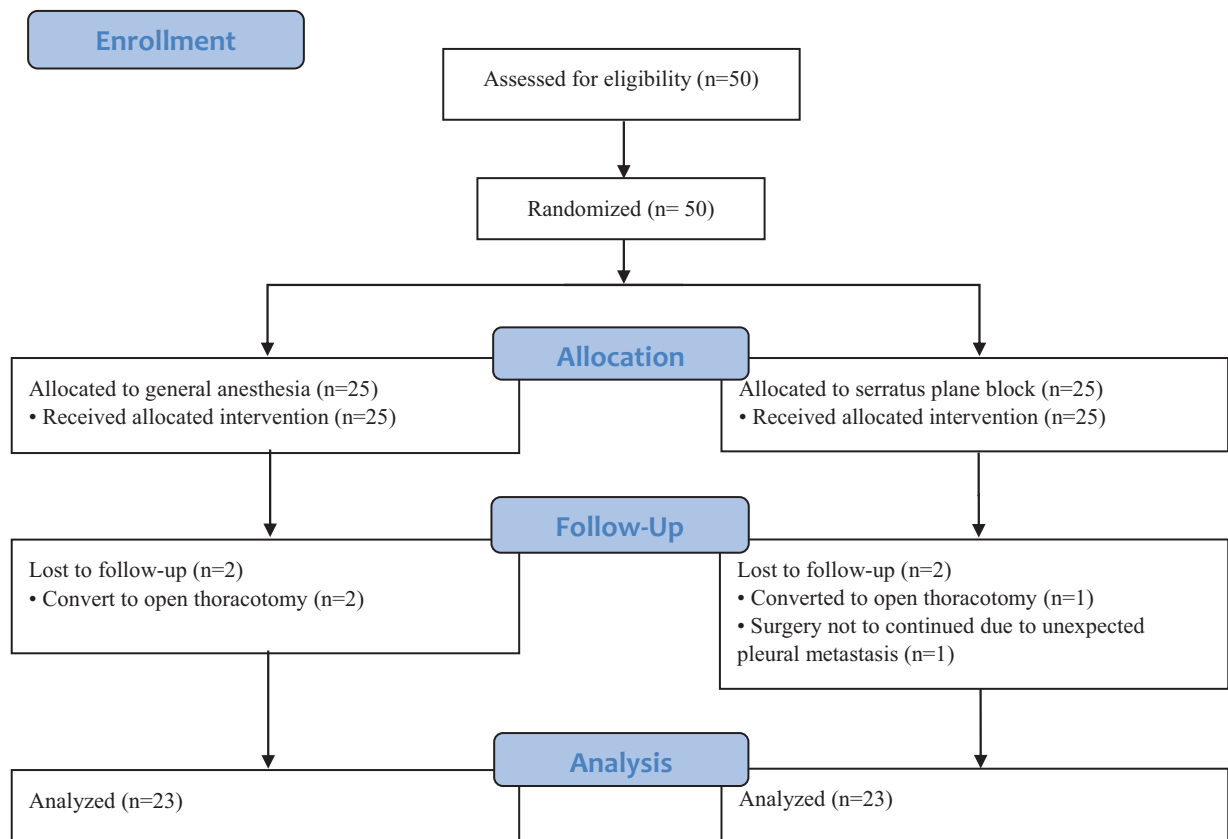 Enrollment
Assessed for eligibility (n=50)
Randomized (n= 50)
Allocation
Allocated to general anesthesia (n=25)
• Received allocated intervention (n=25)
Allocated to serratus plane block (n=25)
• Received allocated intervention (n=25)
Follow-Up
Lost to follow-up (n=2)
• Convert to open thoracotomy (n=2)
Lost to follow-up (n=2)
• Converted to open thoracotomy (n=1)
• Surgery not to continued due to unexpected
pleural metastasis (n=1)
Analysis
Analyzed (n=23)
Analyzed (n=23)